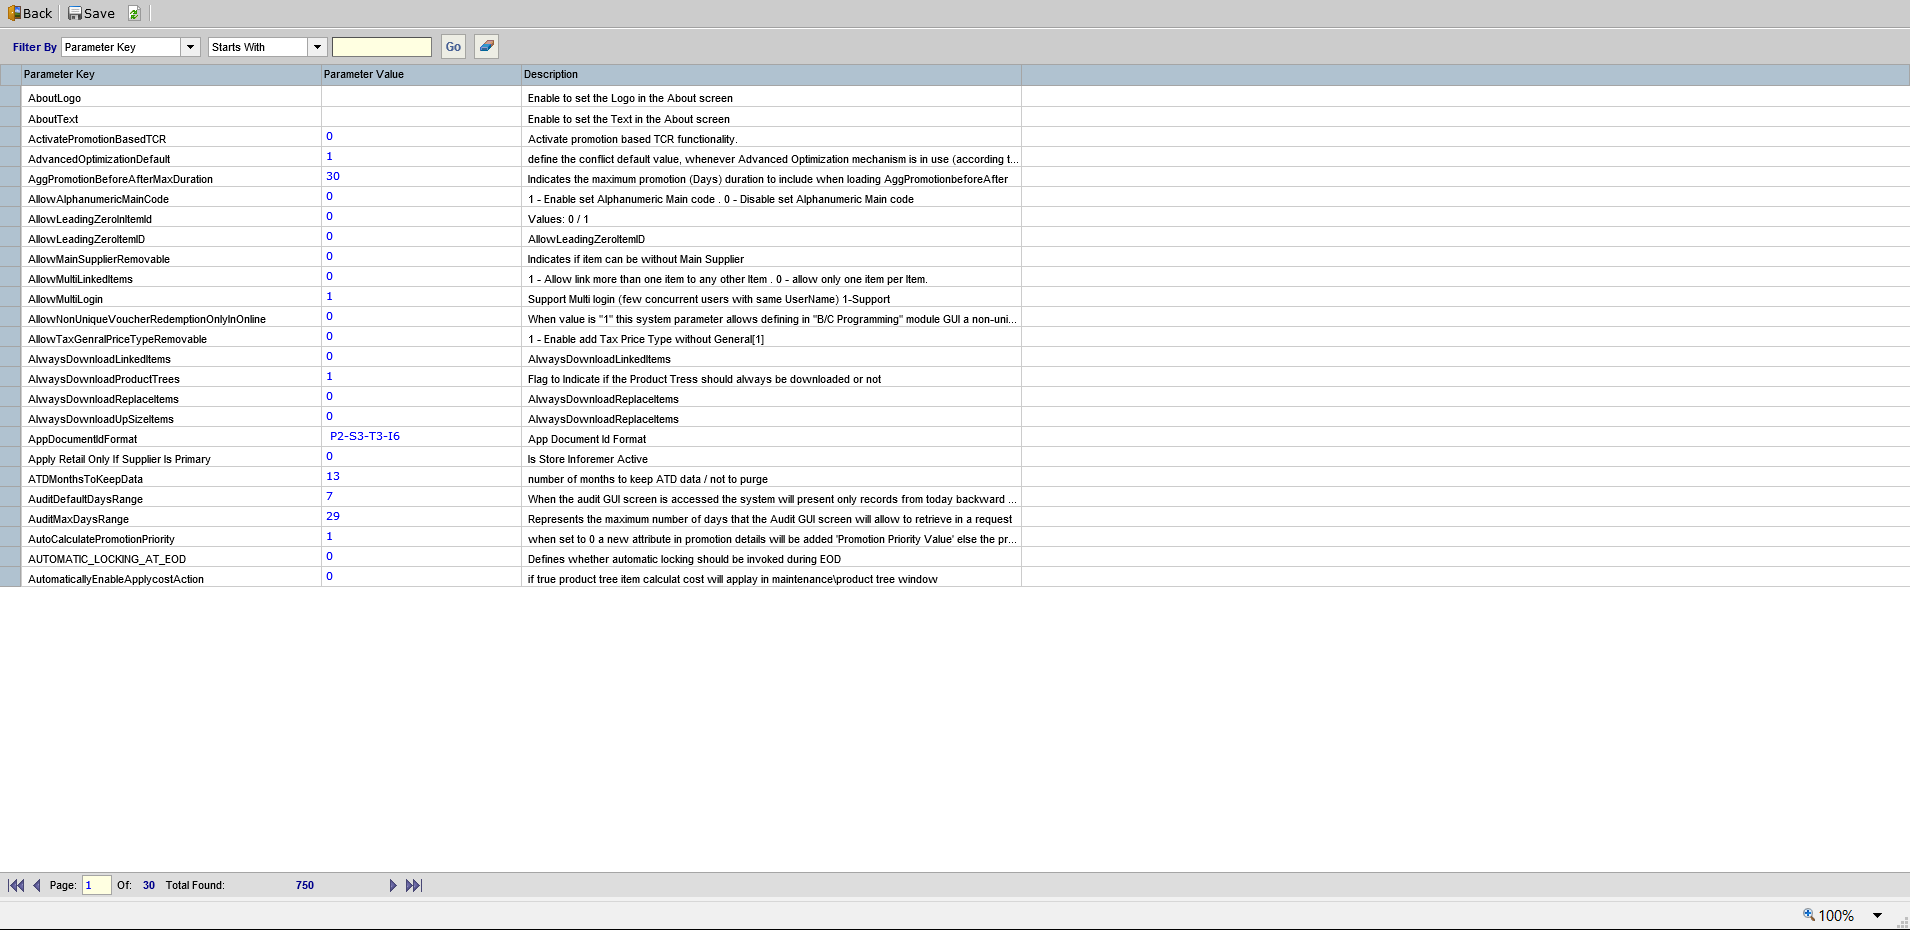 Back Save
Filter By Parameter Key Starts With Go
Parameter Key Parameter Value Description
AboutLogo Enable to set the Logo in the About screen
AboutText Enable to set the Text in the About screen
ActivatePromotionBasedTCR 0 Activate promotion based TCR functionality.
AdvancedOptimizationDefault 1 define the conflict default value, whenever Advanced Optimization mechanism is in use (according t...
AggPromotionBeforeAfterMaxDuration 30 Indicates the maximum promotion (Days) duration to include when loading AggPromotionbeforeAfter
AllowAlphanumericMainCode 0 1 - Enable set Alphanumeric Main code . 0 - Disable set Alphanumeric Main code
AllowLeadingZeroInItemId 0 Values: 0 / 1
AllowLeadingZeroItemID 0 AllowLeadingZeroItemID
AllowMainSupplierRemovable 0 Indicates if item can be without Main Supplier
AllowMultiLinkedItems 0 1 - Allow link more than one item to any other Item . 0 - allow only one item per Item.
AllowMultiLogin 1 Support Multi login (few concurrent users with same UserName) 1-Support
AllowNonUniqueVoucherRedemptionOnlyInOnline 0 When value is "1" this system parameter allows defining in "B/C Programming" module GUI a non-uni...
AllowTaxGenralPriceTypeRemovable 0 1 - Enable add Tax Price Type without General[1]
AlwaysDownloadLinkedItems 0 AlwaysDownloadLinkedItems
AlwaysDownloadProductTrees 1 Flag to Indicate if the Product Tress should always be downloaded or not
AlwaysDownloadReplaceItems 0 AlwaysDownloadReplaceItems
AlwaysDownloadUpSizeItems 0 AlwaysDownloadReplaceItems
AppDocumentIdFormat P2-S3-T3-I6 App Document Id Format
Apply Retail Only If Supplier Is Primary 0 Is Store Inforemer Active
ATDMonthsToKeepData 13 number of months to keep ATD data / not to purge
AuditDefaultDaysRange 7 When the audit GUI screen is accessed the system will present only records from today backward ...
AuditMaxDaysRange 29 Represents the maximum number of days that the Audit GUI screen will allow to retrieve in a request
AutoCalculatePromotionPriority 1 when set to 0 a new attribute in promotion details will be added 'Promotion Priority Value' else the pr...
AUTOMATIC_LOCKING_AT_EOD 0 Defines whether automatic locking should be invoked during EOD
AutomaticallyEnableApplycostAction 0 if true product tree item calculat cost will applay in maintenance\product tree window
Page: 1 Of: 30 Total Found: 750
100%